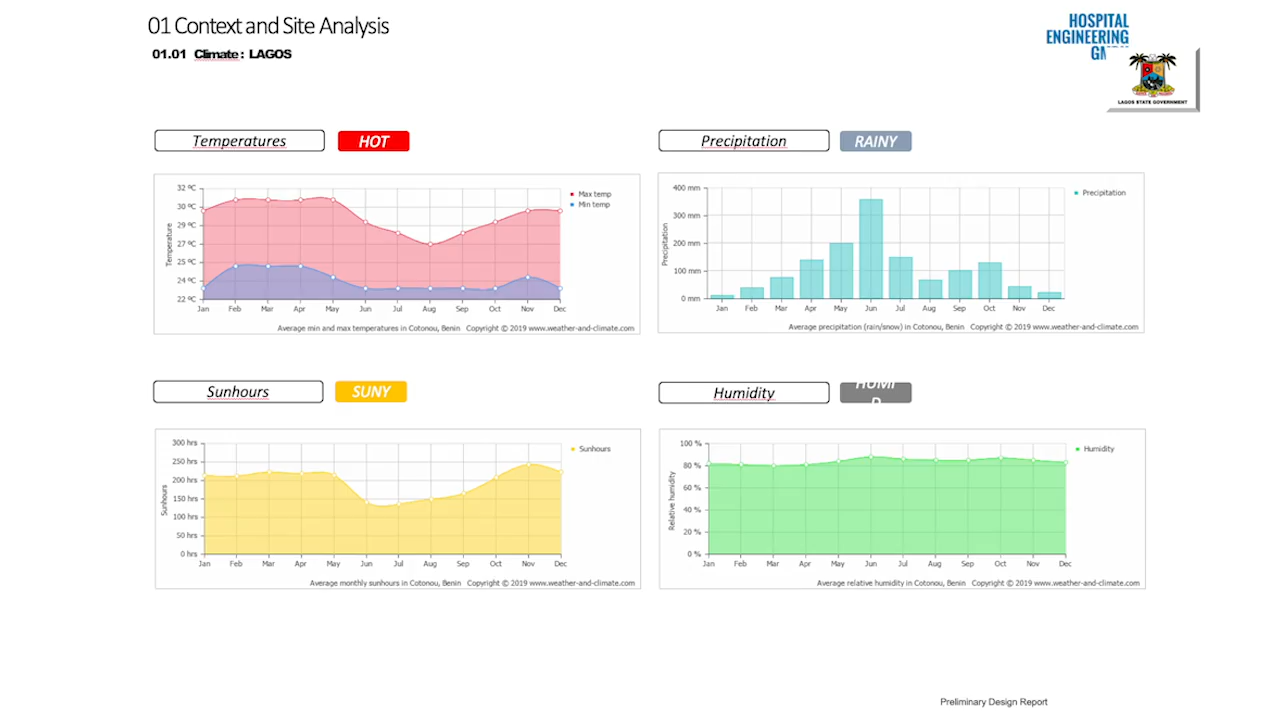 01 Context and Site Analysis
01.01 Climate : LAGOS
HOSPITAL
ENGINEERING
LAGOS STATE GOVERNMENT
Temperatures
HOT
32 ºC
30 ºC
29 ºC
27 ºC
25 ºC
24 ºC
22 ºC
Temperature
Max temp
Min temp
Jan Feb Mar Apr May Jun Jul Aug Sep Oct Nov Dec
Average min and max temperatures in Cotonou, Benin Copyright © 2019 www.weather-and-climate.com
Precipitation
RAINY
400 mm
300 mm
200 mm
100 mm
0 mm
Precipitation
Precipitation
Jan Feb Mar Apr May Jun Jul Aug Sep Oct Nov Dec
Average precipitation (rain/snow) in Cotonou, Benin Copyright © 2019 www.weather-and-climate.com
Sunhours
SUNY
300 hrs
250 hrs
200 hrs
150 hrs
100 hrs
50 hrs
0 hrs
Sunhours
Sunhours
Jan Feb Mar Apr May Jun Jul Aug Sep Oct Nov Dec
Average monthly sunhours in Cotonou, Benin Copyright © 2019 www.weather-and-climate.com
Humidity
HUMI
D
100 %
80 %
60 %
40 %
20 %
0 %
Relative humidity
Humidity
Jan Feb Mar Apr May Jun Jul Aug Sep Oct Nov Dec
Average relative humidity in Cotonou, Benin Copyright © 2019 www.weather-and-climate.com
Preliminary Design Report